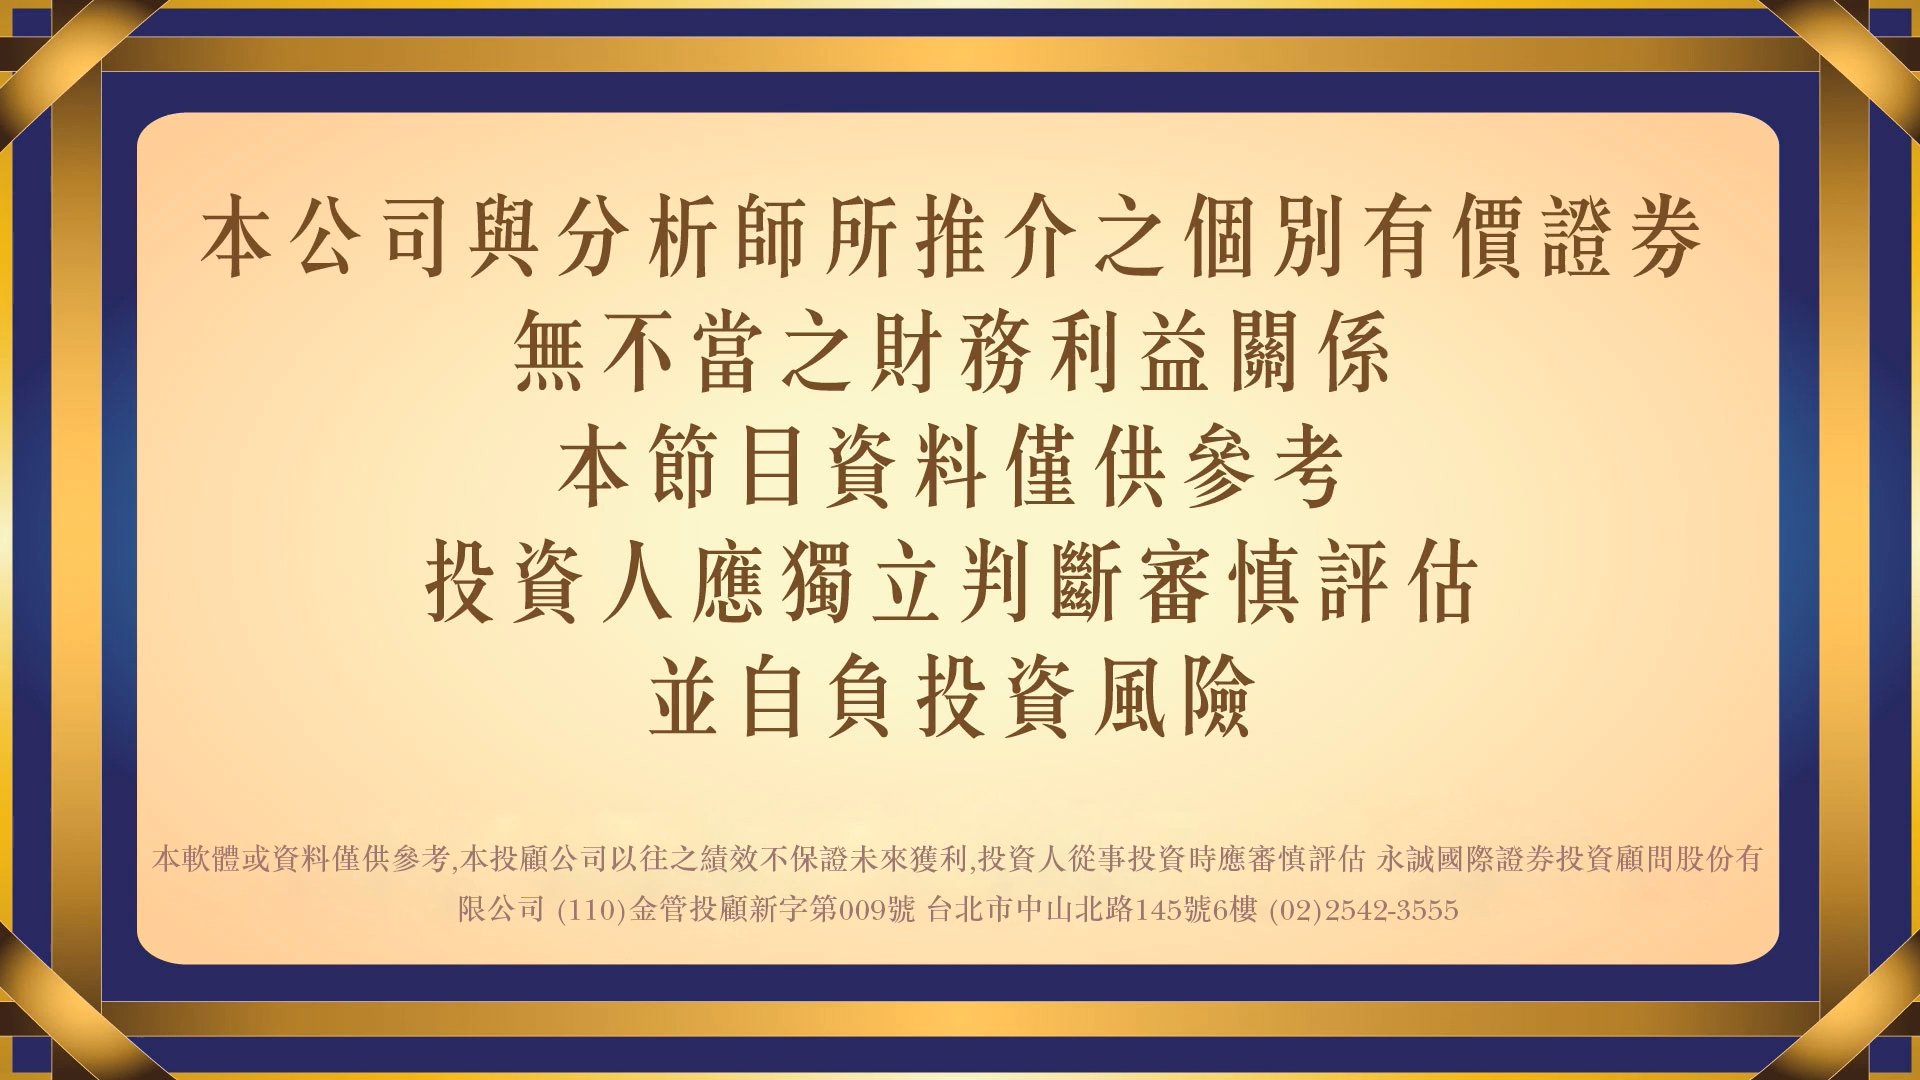 本公司與分析師所推介之個別有價證券
無不當之財務利益關係
本節目資料僅供參考
投資人應獨立判斷審慎評估
並自負投資風險
本軟體或資料僅供參考,本投顧公司以往之績效不保證未來獲利,投資人從事投資時應審慎評估 永誠國際證券投資顧問股份有
限公司 (110)金管投顧新字第009號 台北市中山北路145號6樓 (02)2542-3555